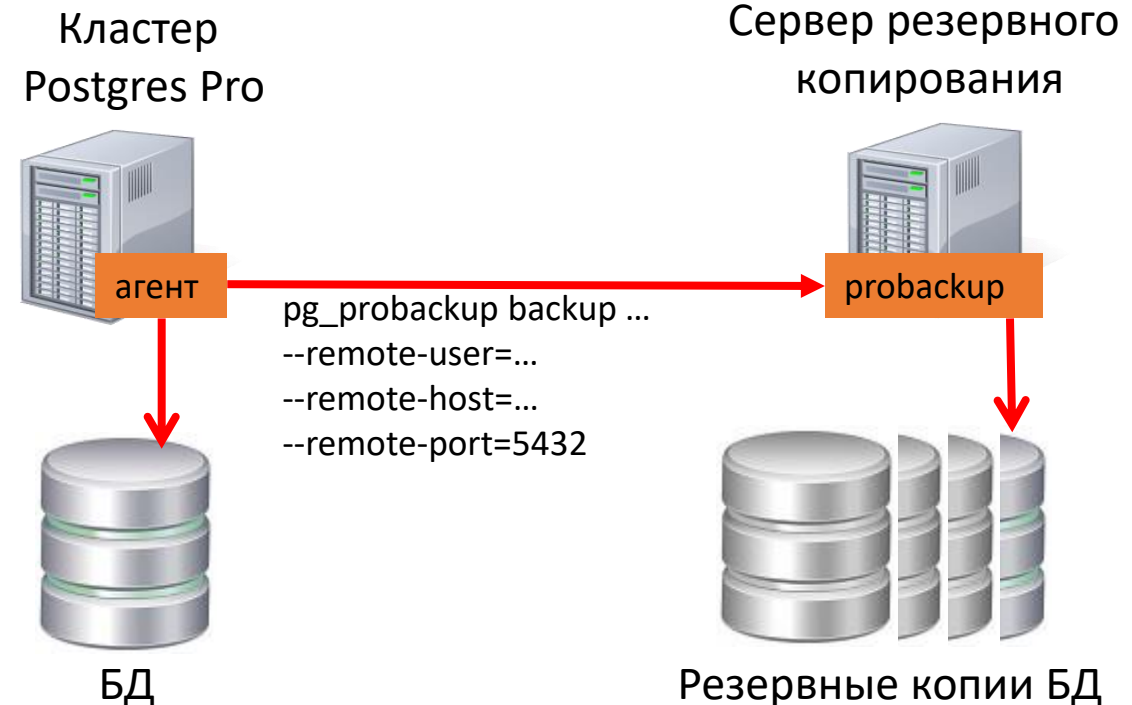 Кластер
Postgres Pro
Сервер резервного
копирования
агент
probackup
pg_probackup backup …
--remote-user=…
--remote-host=…
--remote-port=5432
БД
Резервные копии БД